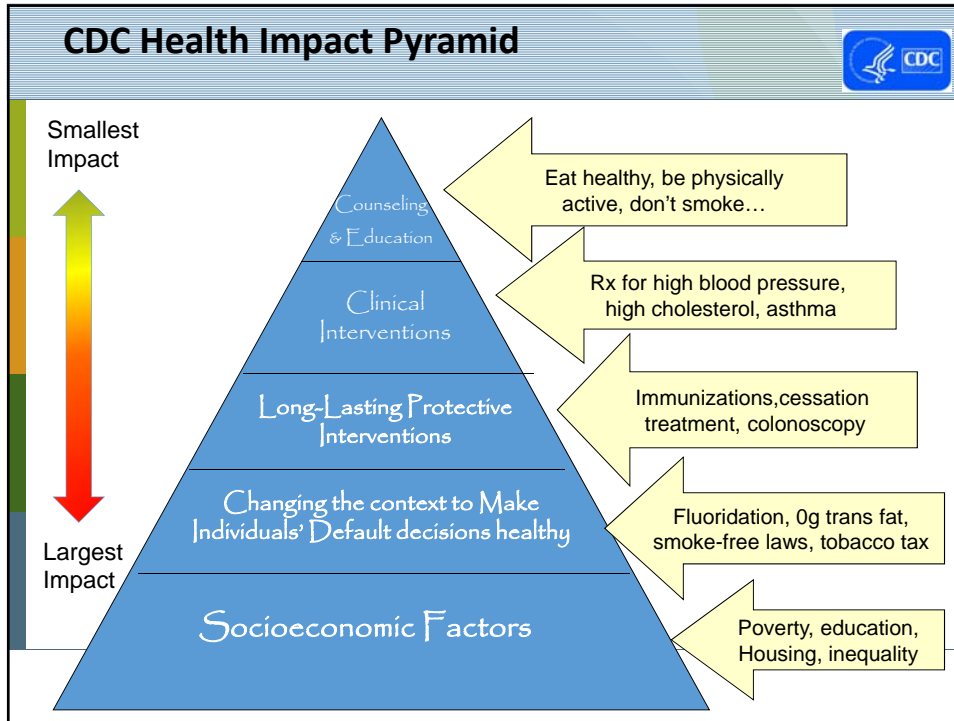 CDC Health Impact Pyramid
CDC
Smallest
Impact
Counseling
& Education
Eat healthy, be physically
active, don’t smoke…
Clinical
Interventions
Rx for high blood pressure,
high cholesterol, asthma
Long-Lasting Protective
Interventions
Immunizations,cessation
treatment, colonoscopy
Changing the context to Make
Individuals’ Default decisions healthy
Fluoridation, 0g trans fat,
smoke-free laws, tobacco tax
Largest
Impact
Socioeconomic Factors
Poverty, education,
Housing, inequality